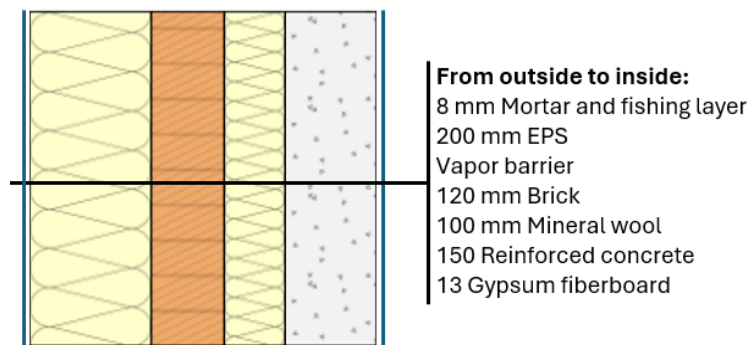 From outside to inside:
8 mm Mortar and fishing layer
200 mm EPS
Vapor barrier
120 mm Brick
100 mm Mineral wool
150 Reinforced concrete
13 Gypsum fiberboard